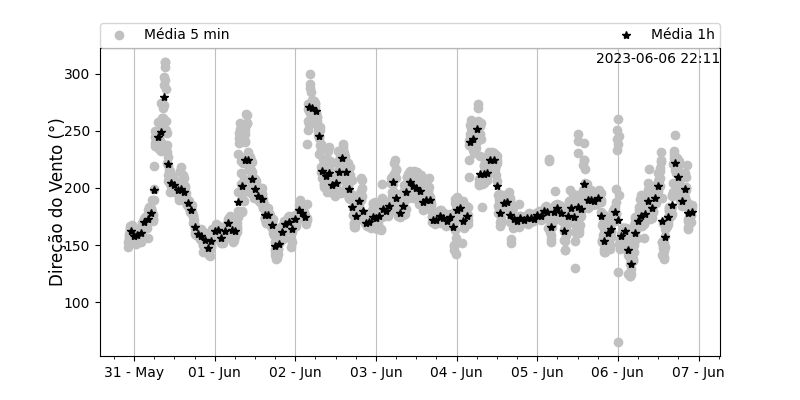 Média 5 min
Média 1h
2023-06-06 22:11
Direção do Vento (°)
300
250
200
150
100
31 - May
01 - Jun
02 - Jun
03 - Jun
04 - Jun
05 - Jun
06 - Jun
07 - Jun